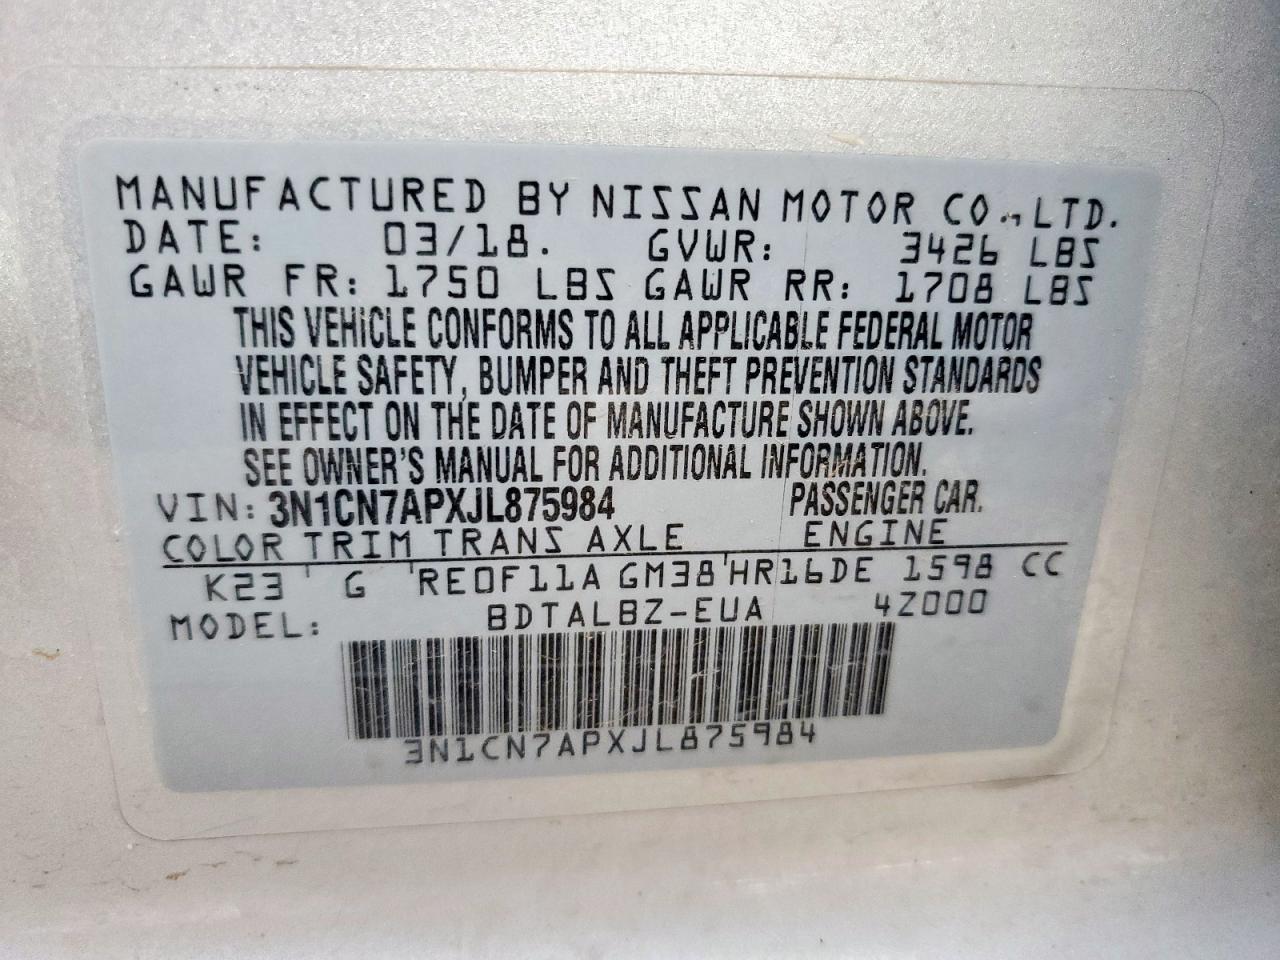 MANUFACTURED BY NISSAN MOTOR CO., LTD.
DATE: 03/18. GVWR: 3426 LBS
GAWR FR: 1750 LBS GAWR RR: 1708 LBS
THIS VEHICLE CONFORMS TO ALL APPLICABLE FEDERAL MOTOR
VEHICLE SAFETY, BUMPER AND THEFT PREVENTION STANDARDS
IN EFFECT ON THE DATE OF MANUFACTURE SHOWN ABOVE.
SEE OWNER'S MANUAL FOR ADDITIONAL INFORMATION.
VIN: 3N1CN7APXJL875984 PASSENGER CAR.
COLOR TRIM TRANS AXLE ENGINE
K23 ' G ' RE0F11A GM38 ' HR16DE 1598 CC
MODEL: BDTALBZ-EUA 4Z000
3N1CN7APXJL875984